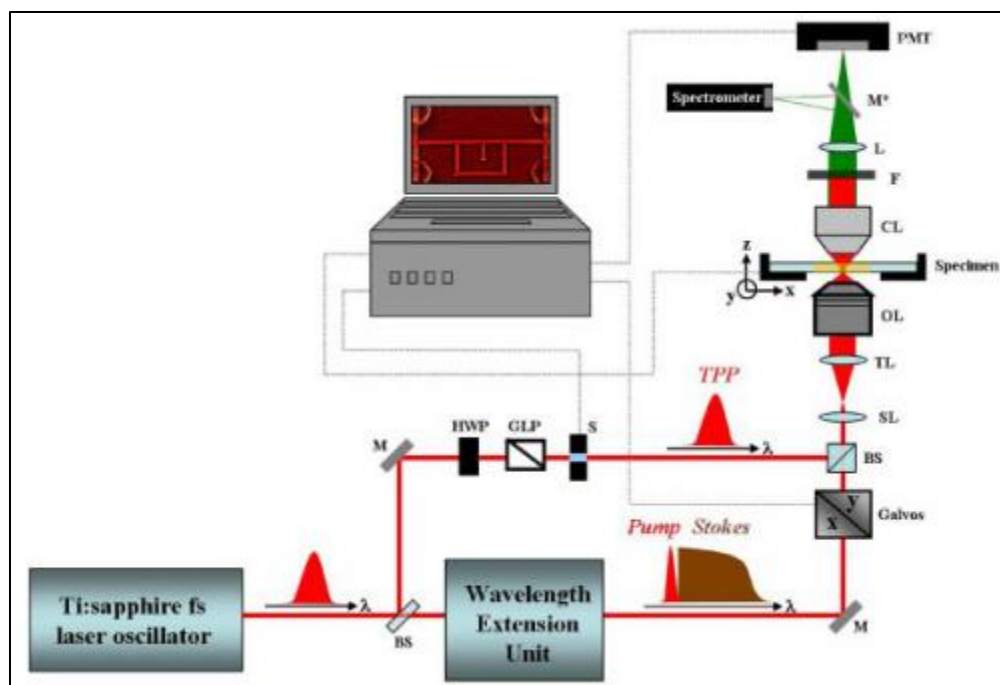 PMT
Spectrometer
M*
L
F
CL
z
Specimen
y
x
OL
TL
TPP
SL
HWP
GLP
S
M
λ
BS
y
x
Galvos
Pump Stokes
Ti:sapphire fs
laser oscillator
λ
BS
Wavelength
Extension
Unit
λ
M